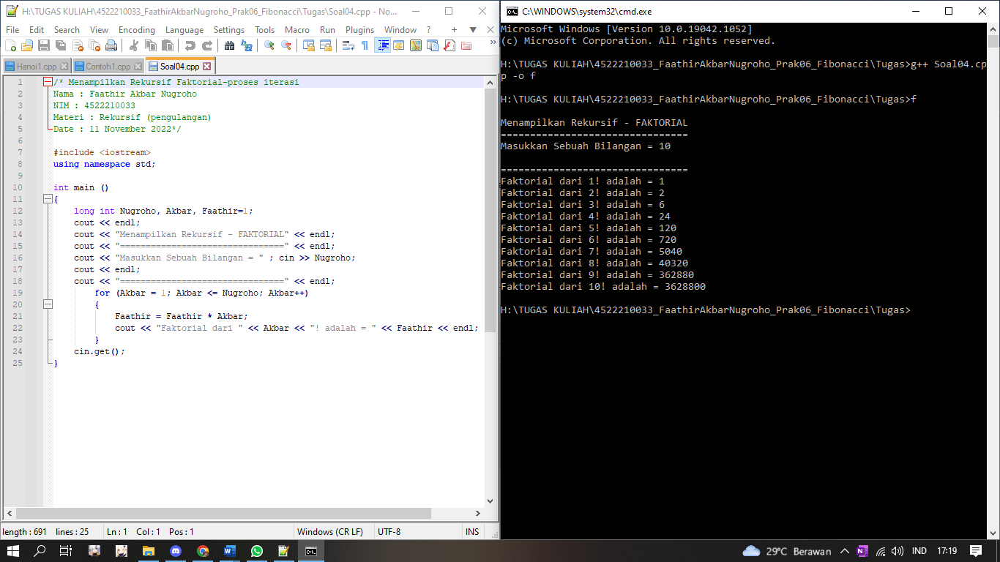 H:\TUGAS KULIAH\4522210033_FaathirAkbarNugroho_Prak06_Fibonacci\Tugas\Soal04.cpp - No...
File Edit Search View Encoding Language Settings Tools Macro Run Plugins Window ? + ▼ X
Hanoi1.cpp Contoh1.cpp Soal04.cpp
1 /* Menampilkan Rekursif Faktorial-proses iterasi
2 Nama : Faathir Akbar Nugroho
3 NIM : 4522210033
4 Materi : Rekursif (pengulangan)
5 Date : 11 November 2022*/
6
7 #include <iostream>
8 using namespace std;
9
10 int main ()
11 {
12 long int Nugroho, Akbar, Faathir=1;
13 cout << endl;
14 cout << "Menampilkan Rekursif - FAKTORIAL" << endl;
15 cout << "================================" << endl;
16 cout << "Masukkan Sebuah Bilangan = " ; cin >> Nugroho;
17 cout << endl;
18 cout << "================================" << endl;
19 for (Akbar = 1; Akbar <= Nugroho; Akbar++)
20 {
21 Faathir = Faathir * Akbar;
22 cout << "Faktorial dari " << Akbar << "! adalah = " << Faathir << endl;
23 }
24 cin.get();
25 }
length : 691 lines : 25 Ln : 1 Col : 1 Pos : 1 Windows (CR LF) UTF-8 INS
C:\WINDOWS\system32\cmd.exe
Microsoft Windows [Version 10.0.19042.1052]
(c) Microsoft Corporation. All rights reserved.
H:\TUGAS KULIAH\4522210033_FaathirAkbarNugroho_Prak06_Fibonacci\Tugas>g++ Soal04.cp
p -o f
H:\TUGAS KULIAH\4522210033_FaathirAkbarNugroho_Prak06_Fibonacci\Tugas>f
Menampilkan Rekursif - FAKTORIAL
================================
Masukkan Sebuah Bilangan = 10
================================
Faktorial dari 1! adalah = 1
Faktorial dari 2! adalah = 2
Faktorial dari 3! adalah = 6
Faktorial dari 4! adalah = 24
Faktorial dari 5! adalah = 120
Faktorial dari 6! adalah = 720
Faktorial dari 7! adalah = 5040
Faktorial dari 8! adalah = 40320
Faktorial dari 9! adalah = 362880
Faktorial dari 10! adalah = 3628800
H:\TUGAS KULIAH\4522210033_FaathirAkbarNugroho_Prak06_Fibonacci\Tugas>
29°C Berawan IND 17:19